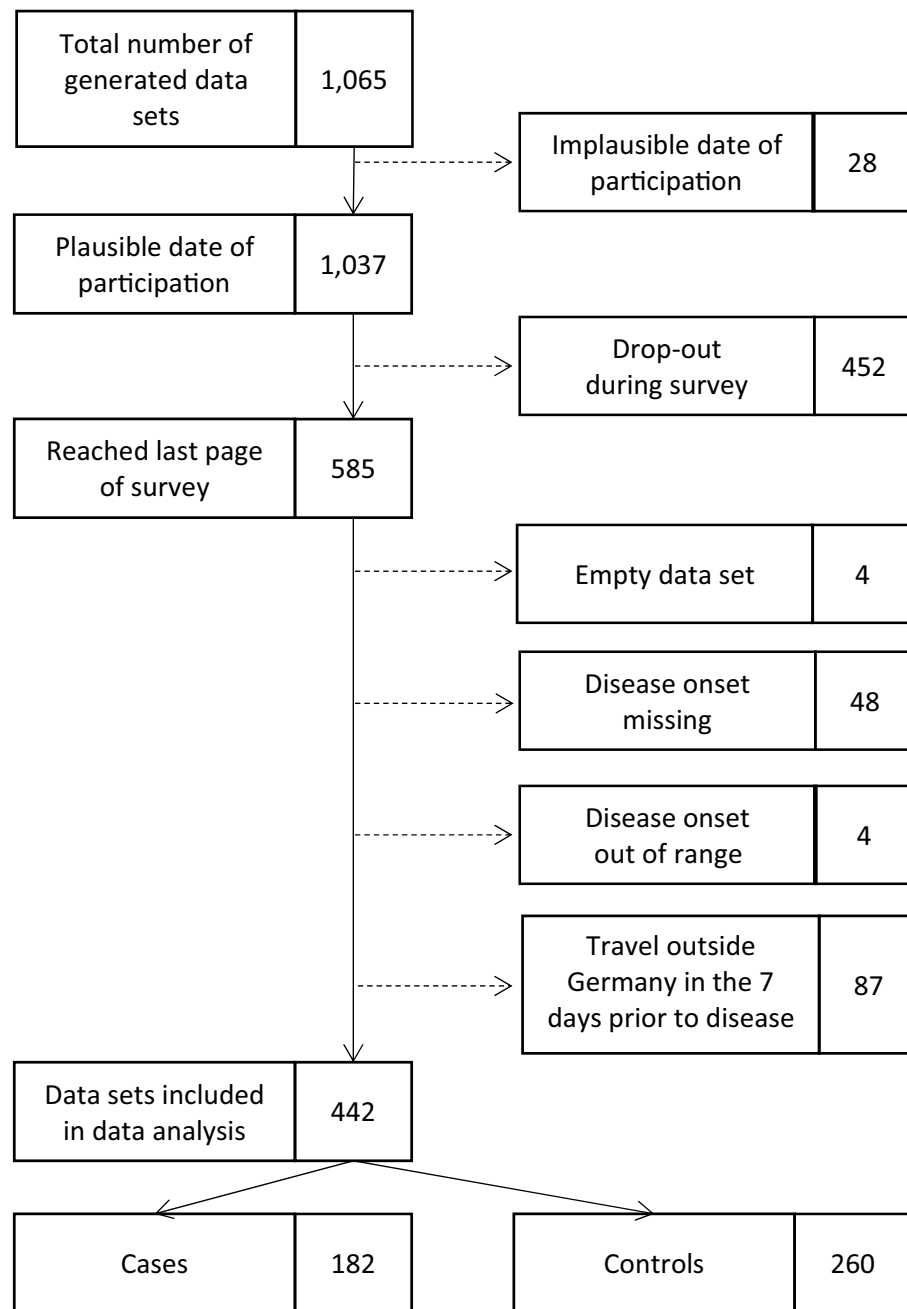 Total number of
generated data
sets
1,065
Implausible date of
participation
28
Plausible date of
participation
1,037
Drop-out
during survey
452
Reached last page
of survey
585
Empty data set
4
Disease onset
missing
48
Disease onset
out of range
4
Travel outside
Germany in the 7
days prior to disease
87
Data sets included
in data analysis
442
Cases
182
Controls
260